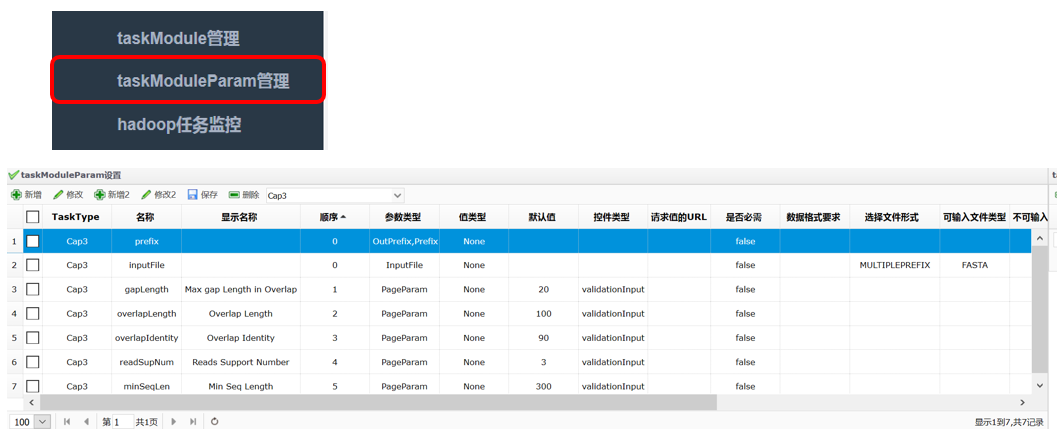 taskModule管理
taskModuleParam管理
hadoop任务监控
taskModuleParam设置
新增 修改 新增2 修改2 保存 删除 Cap3
TaskType 名称 显示名称 顺序 参数类型 值类型 默认值 控件类型 请求值的URL 是否必需 数据格式要求 选择文件形式 可输入文件类型 不可输入
1 Cap3 prefix 0 OutPrefix,Prefix None false
2 Cap3 inputFile 0 InputFile None false MULTIPLEPREFIX FASTA
3 Cap3 gapLength Max gap Length in Overlap 1 PageParam None 20 validationInput false
4 Cap3 overlapLength Overlap Length 2 PageParam None 100 validationInput false
5 Cap3 overlapIdentity Overlap Identity 3 PageParam None 90 validationInput false
6 Cap3 readSupNum Reads Support Number 4 PageParam None 3 validationInput false
7 Cap3 minSeqLen Min Seq Length 5 PageParam None 300 validationInput false
100 第 1 共1页 显示1到7,共7记录